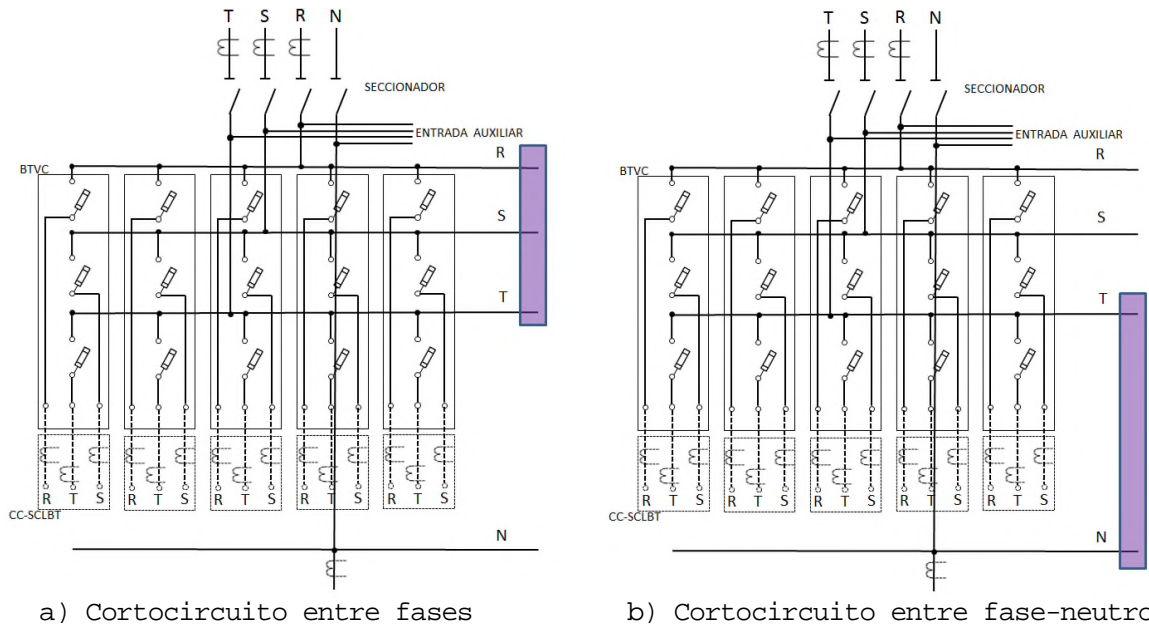 T S R N
SECCIONADOR
ENTRADA AUXILIAR
R
BTVC
S
T
R T S R T S R T S R T S R T S
CC-SCLBT
N
a) Cortocircuito entre fases
T S R N
SECCIONADOR
ENTRADA AUXILIAR
R
BTVC
S
T
R T S R T S R T S R T S R T S
CC-SCLBT
N
b) Cortocircuito entre fase-neutro